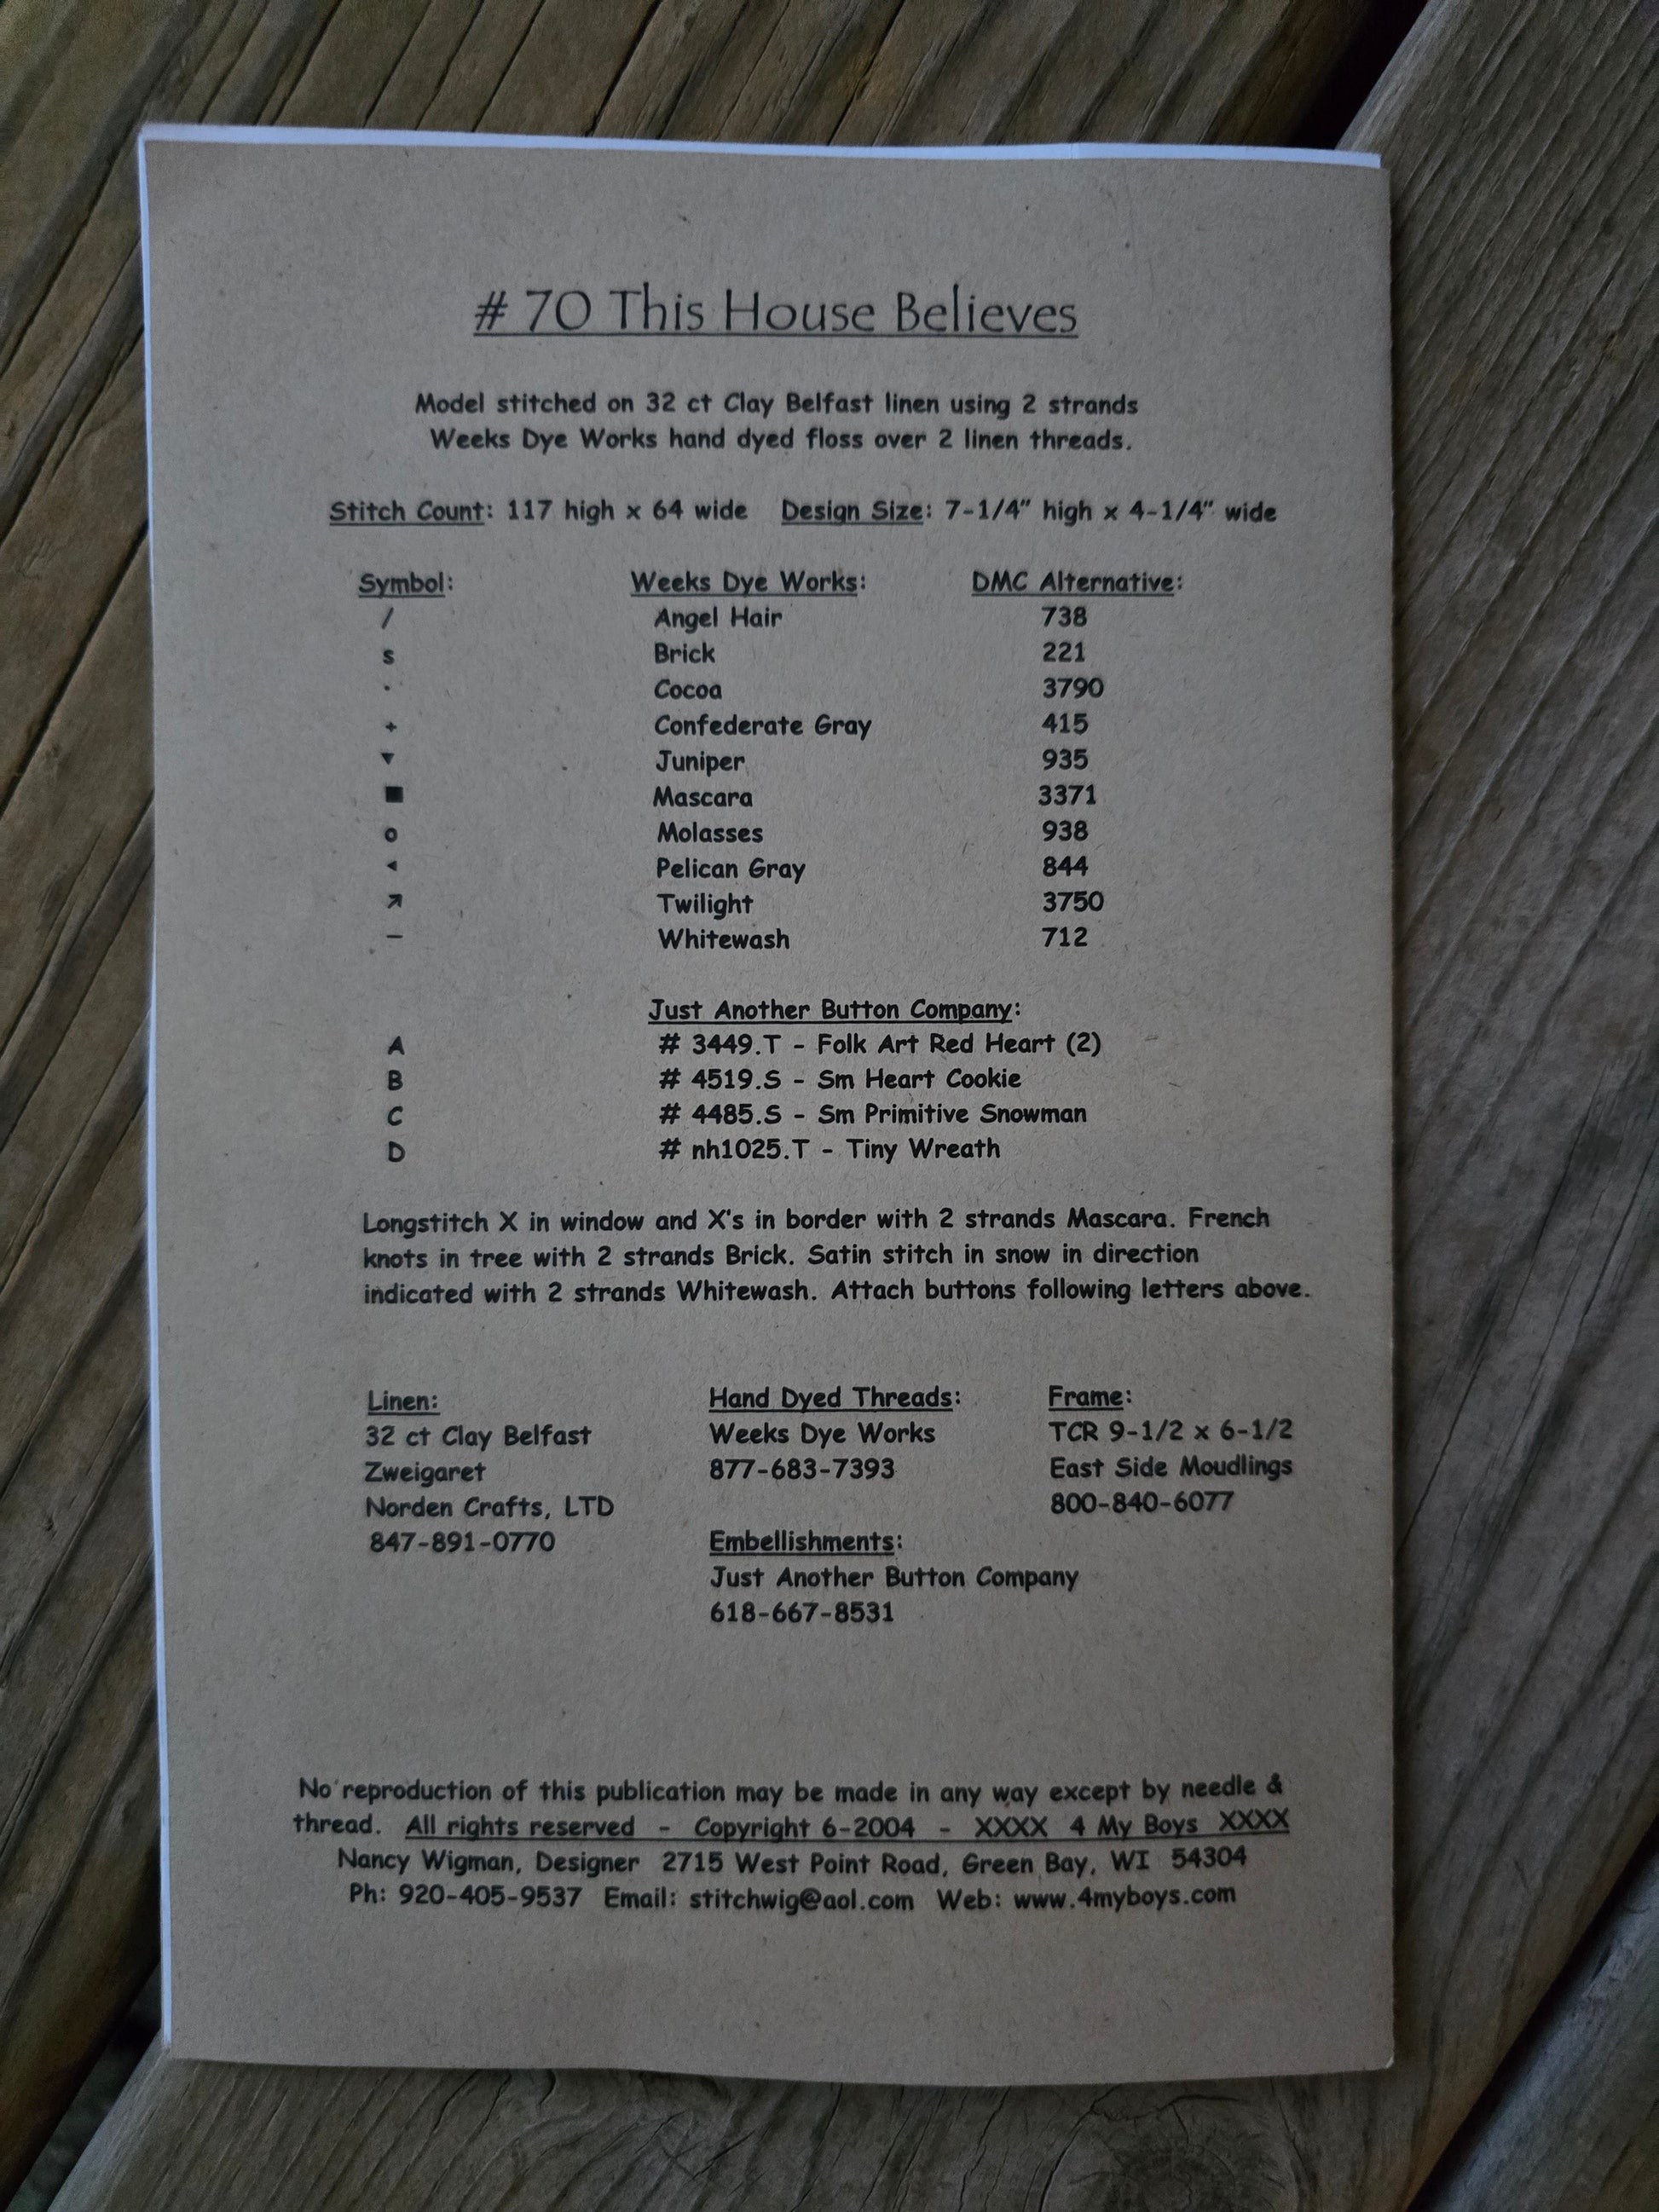 # 70 This House Believes
Model stitched on 32 ct Clay Belfast linen using 2 strands
Weeks Dye Works hand dyed floss over 2 linen threads.
Stitch Count: 117 high x 64 wide Design Size: 7-1/4" high x 4-1/4" wide
Symbol: Weeks Dye Works: DMC Alternative:
/ Angel Hair 738
s Brick 221
· Cocoa 3790
+ Confederate Gray 415
▼ Juniper 935
■ Mascara 3371
o Molasses 938
◄ Pelican Gray 844
↗ Twilight 3750
— Whitewash 712
Just Another Button Company:
A # 3449.T - Folk Art Red Heart (2)
B # 4519.S - Sm Heart Cookie
C # 4485.S - Sm Primitive Snowman
D # nh1025.T - Tiny Wreath
Longstitch X in window and X's in border with 2 strands Mascara. French
knots in tree with 2 strands Brick. Satin stitch in snow in direction
indicated with 2 strands Whitewash. Attach buttons following letters above.
Linen:
32 ct Clay Belfast
Zweigaret
Norden Crafts, LTD
847-891-0770
Hand Dyed Threads:
Weeks Dye Works
877-683-7393
Embellishments:
Just Another Button Company
618-667-8531
Frame:
TCR 9-1/2 x 6-1/2
East Side Moudlings
800-840-6077
No reproduction of this publication may be made in any way except by needle &
thread. All rights reserved - Copyright 6-2004 - XXXX 4 My Boys XXXX
Nancy Wigman, Designer 2715 West Point Road, Green Bay, WI 54304
Ph: 920-405-9537 Email: stitchwig@aol.com Web: www.4myboys.com